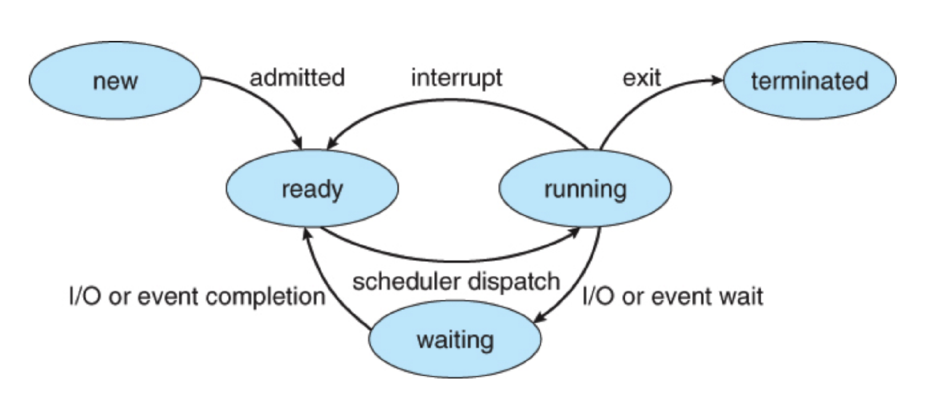 new
admitted
interrupt
exit
terminated
ready
running
scheduler dispatch
I/O or event completion
I/O or event wait
waiting